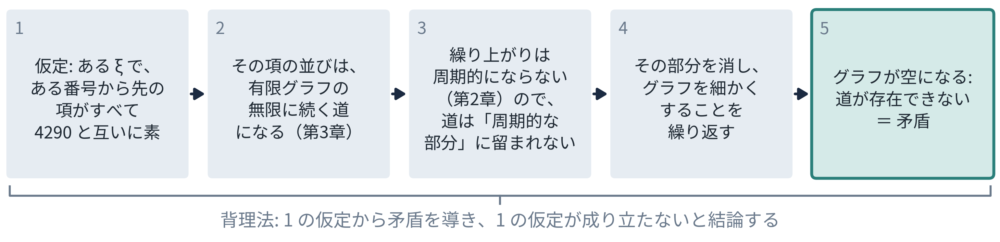 1
仮定: ある ξ で、
ある番号から先の
項がすべて
4290 と互いに素
2
その項の並びは、
有限グラフの
無限に続く道
になる（第3章）
3
繰り上がりは
周期的にならない
（第2章）ので、
道は「周期的な
部分」に留まれない
4
その部分を消し、
グラフを細かく
することを
繰り返す
5
グラフが空になる:
道が存在できない
＝ 矛盾
背理法: 1 の仮定から矛盾を導き、1 の仮定が成り立たないと結論する